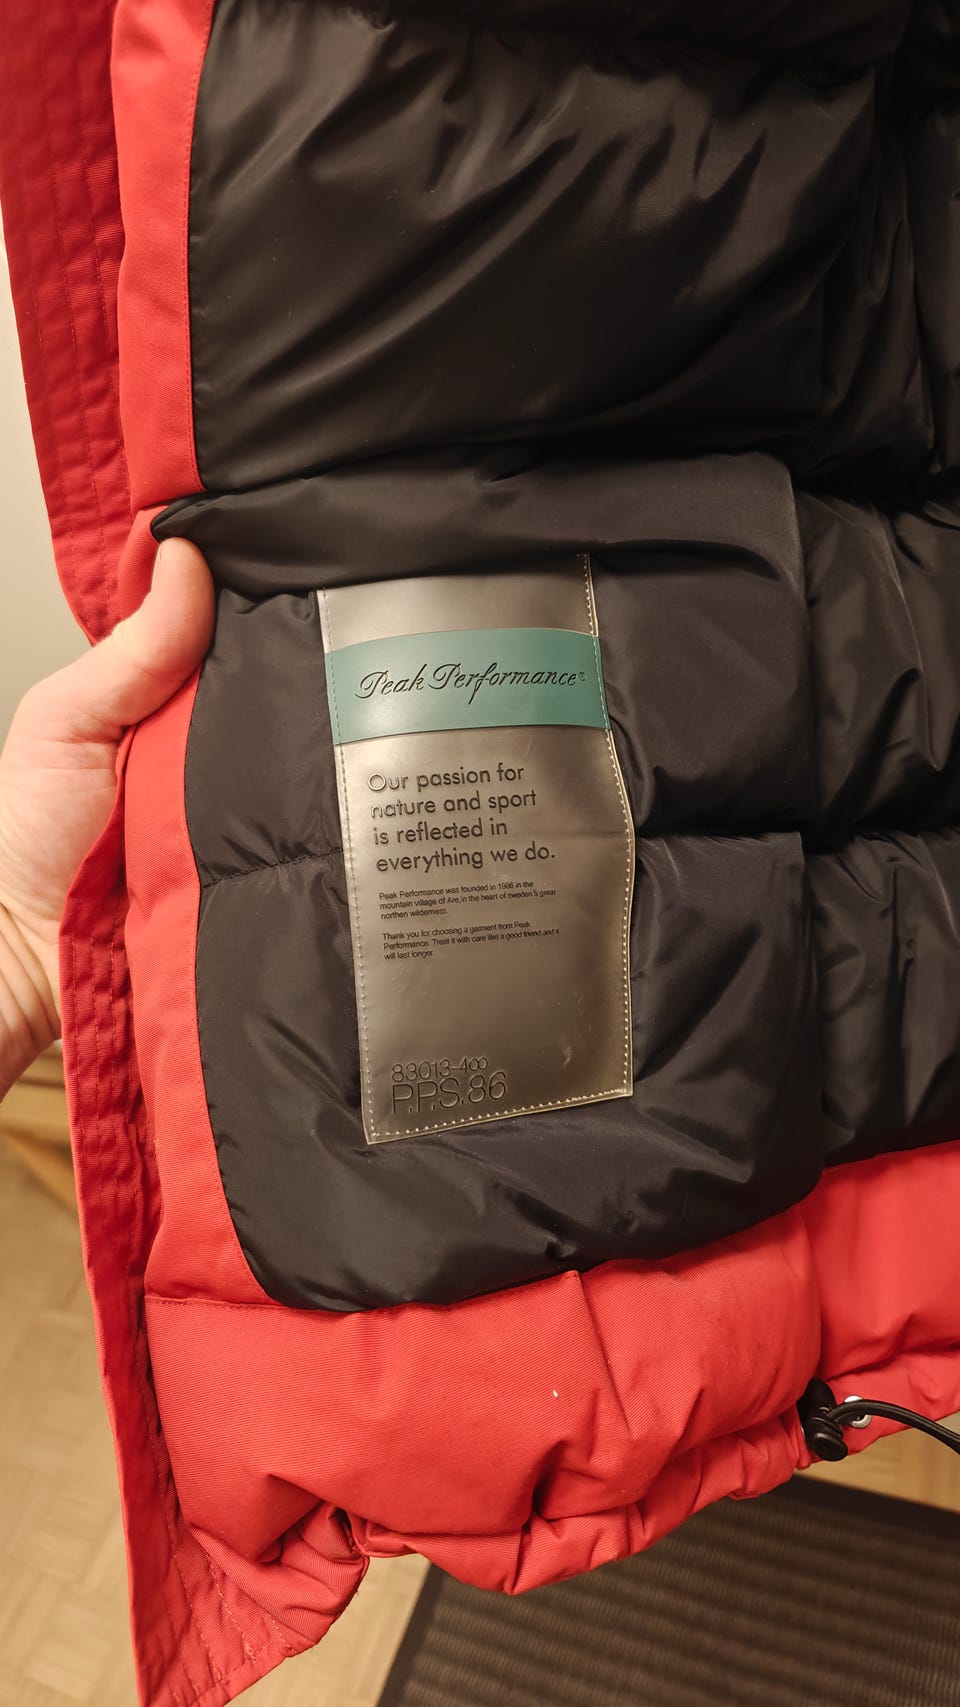 Peak Performance®
Our passion for
nature and sport
is reflected in
everything we do.
Peak Performance was founded in 1986 in the
mountain village of Are,in the heart of sweden's great
northen wilderness.
Thank you for choosing a garment from Peak
Performance. Treat it with care like a good friend and it
will last longer.
83013-400
P.P.S.86